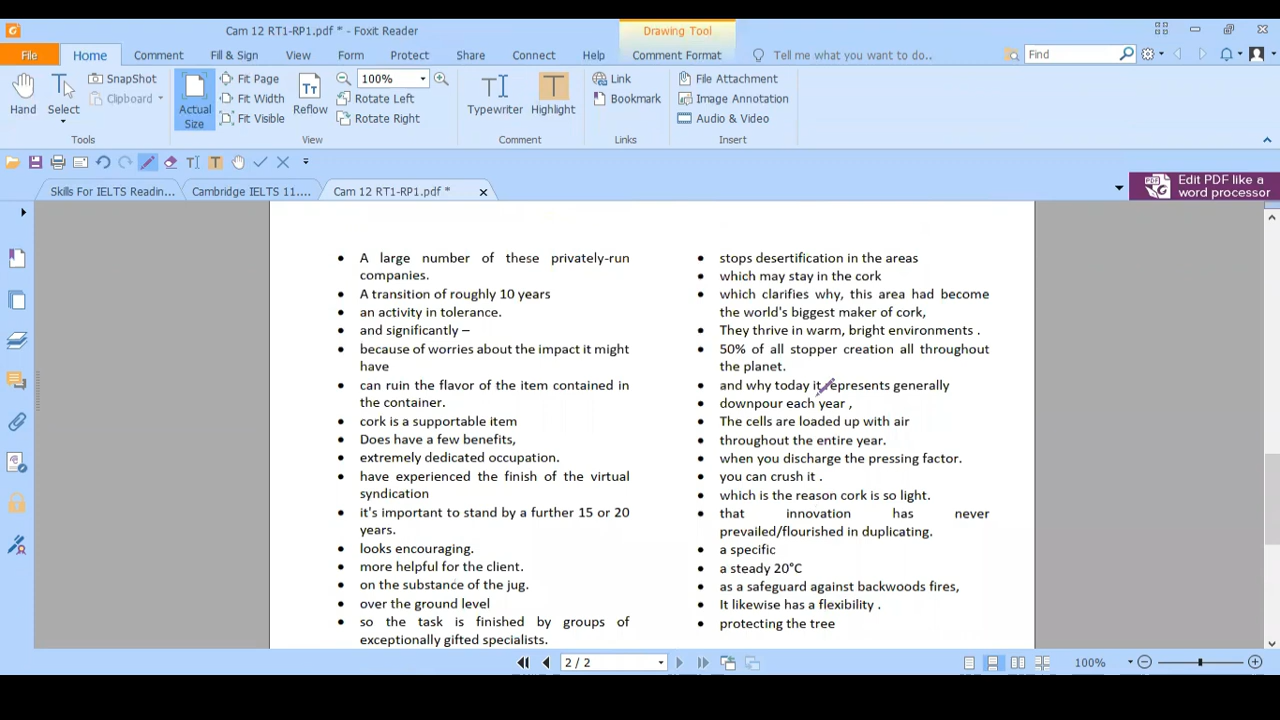 Cam 12 RT1-RP1.pdf * - Foxit Reader
Drawing Tool
File
Home
Comment
Fill & Sign
View
Form
Protect
Share
Connect
Help
Comment Format
Tell me what you want to do..
Find
Hand
Select
SnapShot
Clipboard
Actual
Size
Fit Page
Fit Width
Fit Visible
Reflow
100%
Rotate Left
Rotate Right
Typewriter
Highlight
Link
Bookmark
File Attachment
Image Annotation
Audio & Video
Tools
View
Comment
Links
Insert
Skills For IELTS Readin...
Cambridge IELTS 11....
Cam 12 RT1-RP1.pdf *
Edit PDF like a
word processor
• A large number of these privately-run
companies.
• A transition of roughly 10 years
• an activity in tolerance.
• and significantly –
• because of worries about the impact it might
have
• can ruin the flavor of the item contained in
the container.
• cork is a supportable item
• Does have a few benefits,
• extremely dedicated occupation.
• have experienced the finish of the virtual
syndication
• it's important to stand by a further 15 or 20
years.
• looks encouraging.
• more helpful for the client.
• on the substance of the jug.
• over the ground level
• so the task is finished by groups of
exceptionally gifted specialists.
• stops desertification in the areas
• which may stay in the cork
• which clarifies why, this area had become
the world's biggest maker of cork,
• They thrive in warm, bright environments .
• 50% of all stopper creation all throughout
the planet.
• and why today it represents generally
• downpour each year ,
• The cells are loaded up with air
• throughout the entire year.
• when you discharge the pressing factor.
• you can crush it .
• which is the reason cork is so light.
• that innovation has never
prevailed/flourished in duplicating.
• a specific
• a steady 20°C
• as a safeguard against backwoods fires,
• It likewise has a flexibility .
• protecting the tree
2 / 2
100%